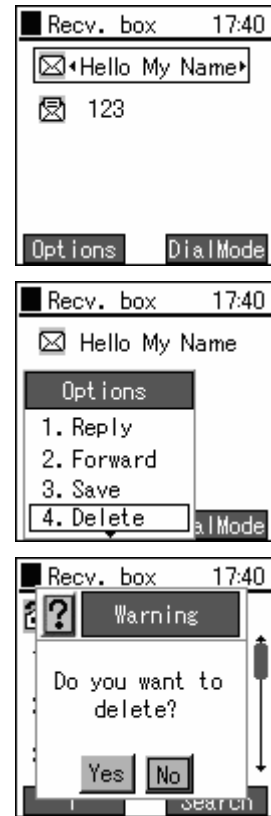 Recv. box 17:40
Hello My Name
123
Options DialMode
Recv. box 17:40
Hello My Name
Options
1. Reply
2. Forward
3. Save
4. Delete
alMode
Recv. box 17:40
Warning
Do you want to
delete?
Yes No
Search